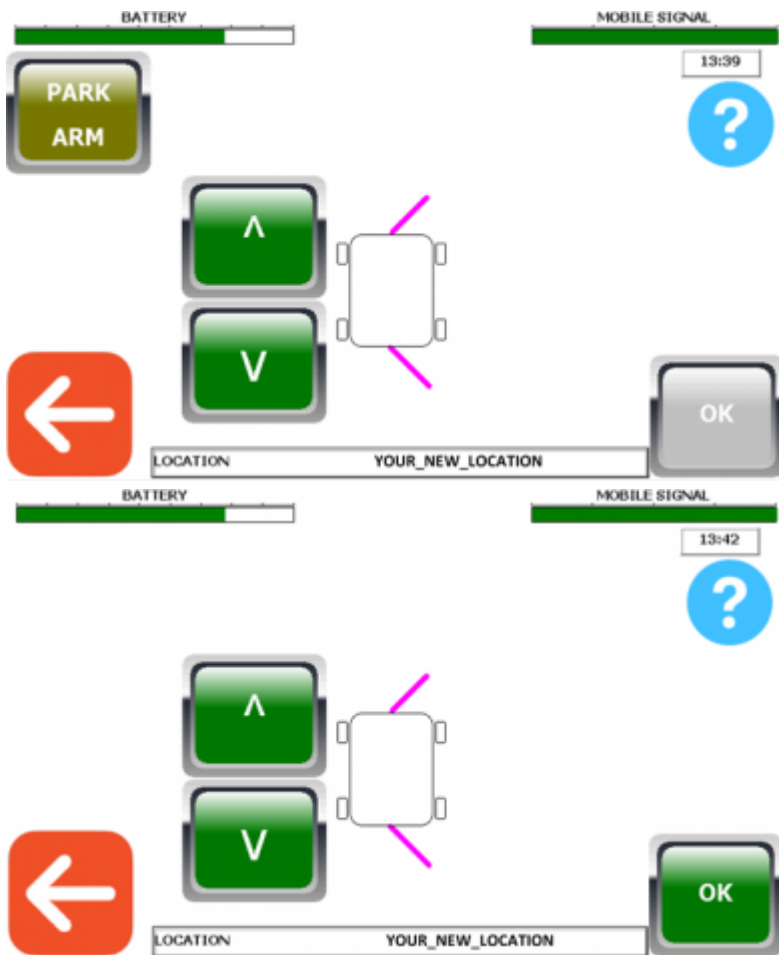 BATTERY
MOBILE SIGNAL
13:39
PARK
ARM
?
^
V
OK
LOCATION YOUR_NEW_LOCATION
BATTERY
MOBILE SIGNAL
13:42
?
^
V
OK
LOCATION YOUR_NEW_LOCATION